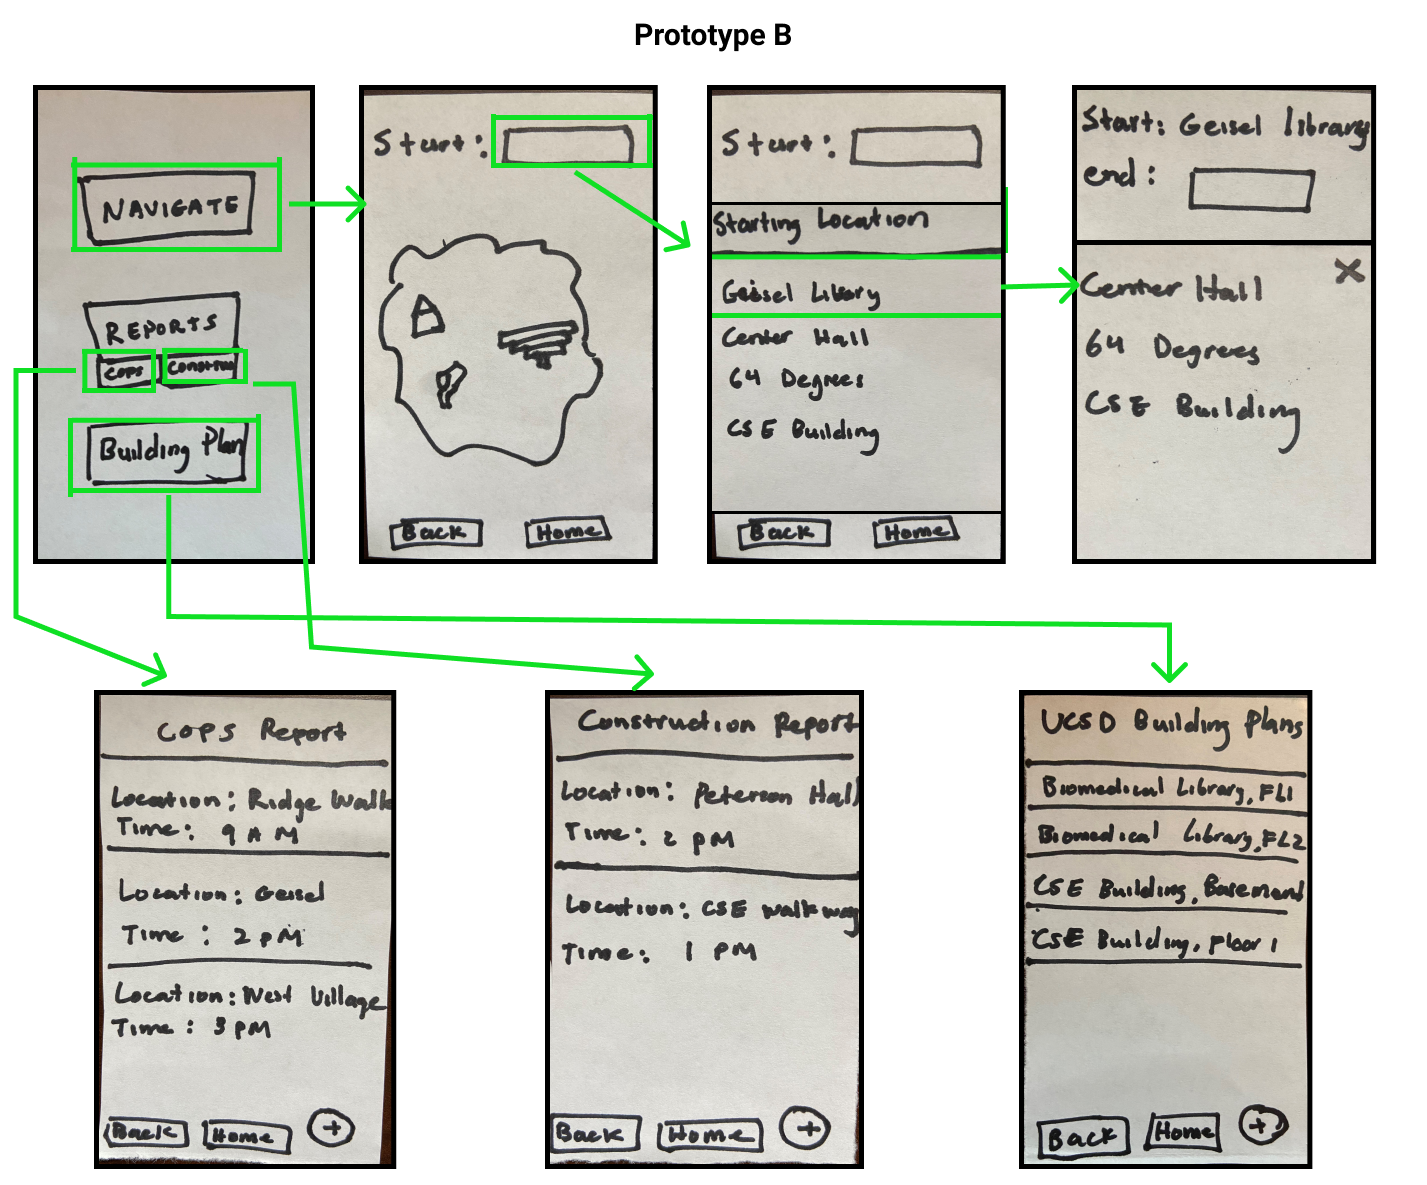 Prototype B
NAVIGATE
REPORTS
COPS
Building Plan
Start:
Back
Home
Start:
Starting Location
Geisel Library
Center Hall
64 Degrees
CSE Building
Back
Home
Start: Geisel library
end:
X
Center Hall
64 Degrees
CSE Building
COPS Report
Location: Ridge Walk
Time: 9 AM
Location: Geisel
Time: 2 PM
Location: West Village
Time: 3 PM
Back
Home
+
Construction Report
Location: Peterson Hall
Time: 2 PM
Location: CSE walkway
Time: 1 PM
Back
Home
+
UCSD Building Plans
Biomedical Library, FL1
Biomedical Library, FL2
CSE Building, Basement
CSE Building, Floor 1
Back
Home
+